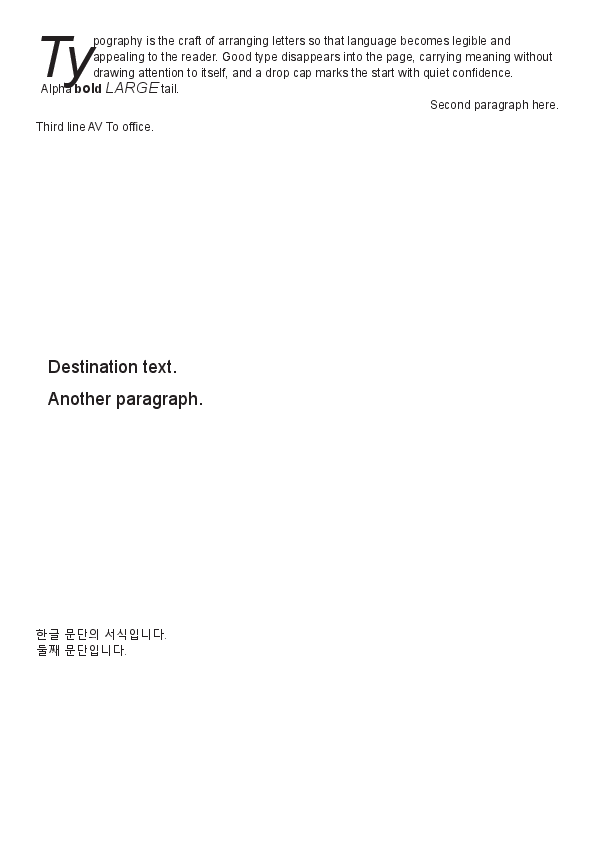 Typography is the craft of arranging letters so that language becomes legible and
appealing to the reader. Good type disappears into the page, carrying meaning without
drawing attention to itself, and a drop cap marks the start with quiet confidence.
Alpha bold LARGE tail.
Second paragraph here.
Third line AV To office.
Destination text.
Another paragraph.
한글 문단의 서식입니다.
둘째 문단입니다.